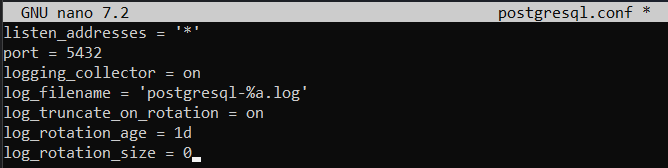 GNU nano 7.2 postgresql.conf *
listen_addresses = '*'
port = 5432
logging_collector = on
log_filename = 'postgresql-%a.log'
log_truncate_on_rotation = on
log_rotation_age = 1d
log_rotation_size = 0